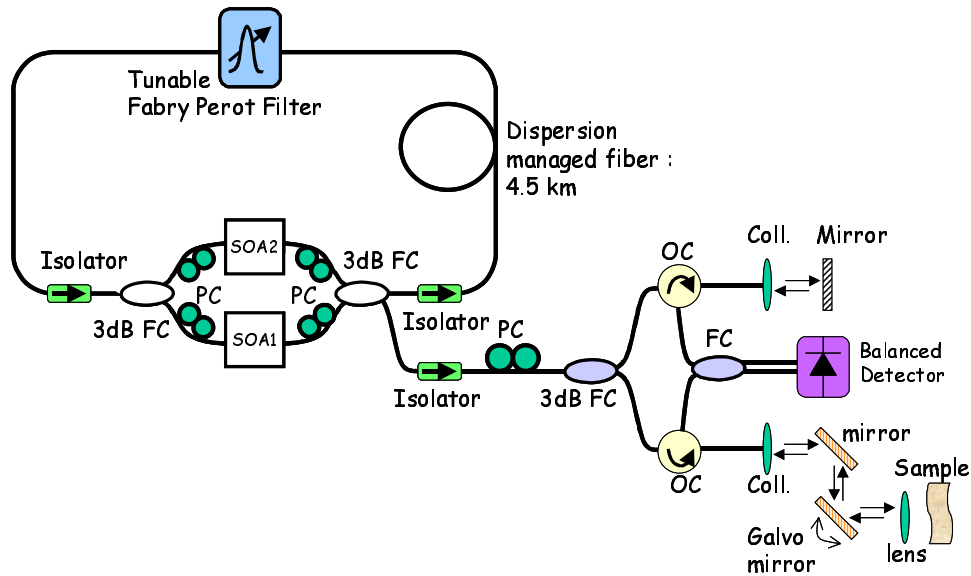 Tunable
Fabry Perot Filter
Dispersion
managed fiber :
4.5 km
Isolator
SOA2
3dB FC
PC
PC
3dB FC
SOA1
Isolator
PC
Isolator
3dB FC
OC
Coll.
Mirror
FC
Balanced
Detector
OC
Coll.
mirror
Sample
Galvo
mirror
lens